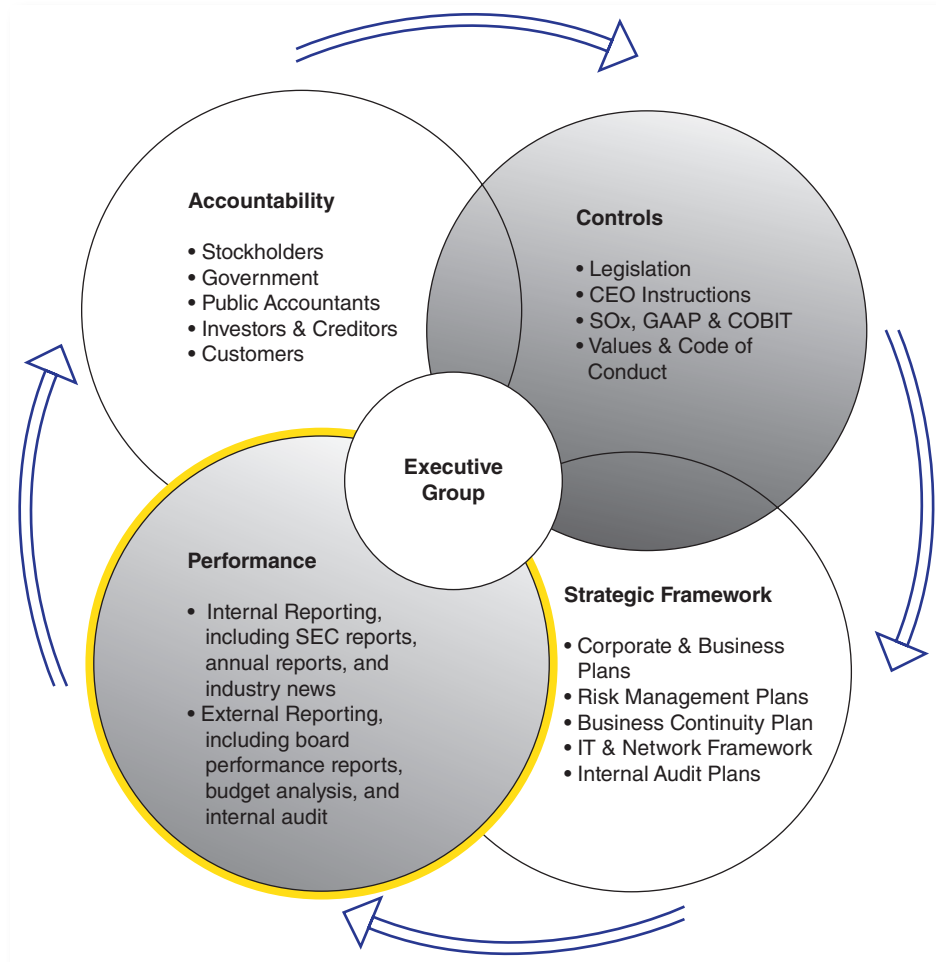 Accountability
• Stockholders
• Government
• Public Accountants
• Investors & Creditors
• Customers
Controls
• Legislation
• CEO Instructions
• SOx, GAAP & COBIT
• Values & Code of
Conduct
Executive
Group
Performance
• Internal Reporting,
including SEC reports,
annual reports, and
industry news
• External Reporting,
including board
performance reports,
budget analysis, and
internal audit
Strategic Framework
• Corporate & Business
Plans
• Risk Management Plans
• Business Continuity Plan
• IT & Network Framework
• Internal Audit Plans